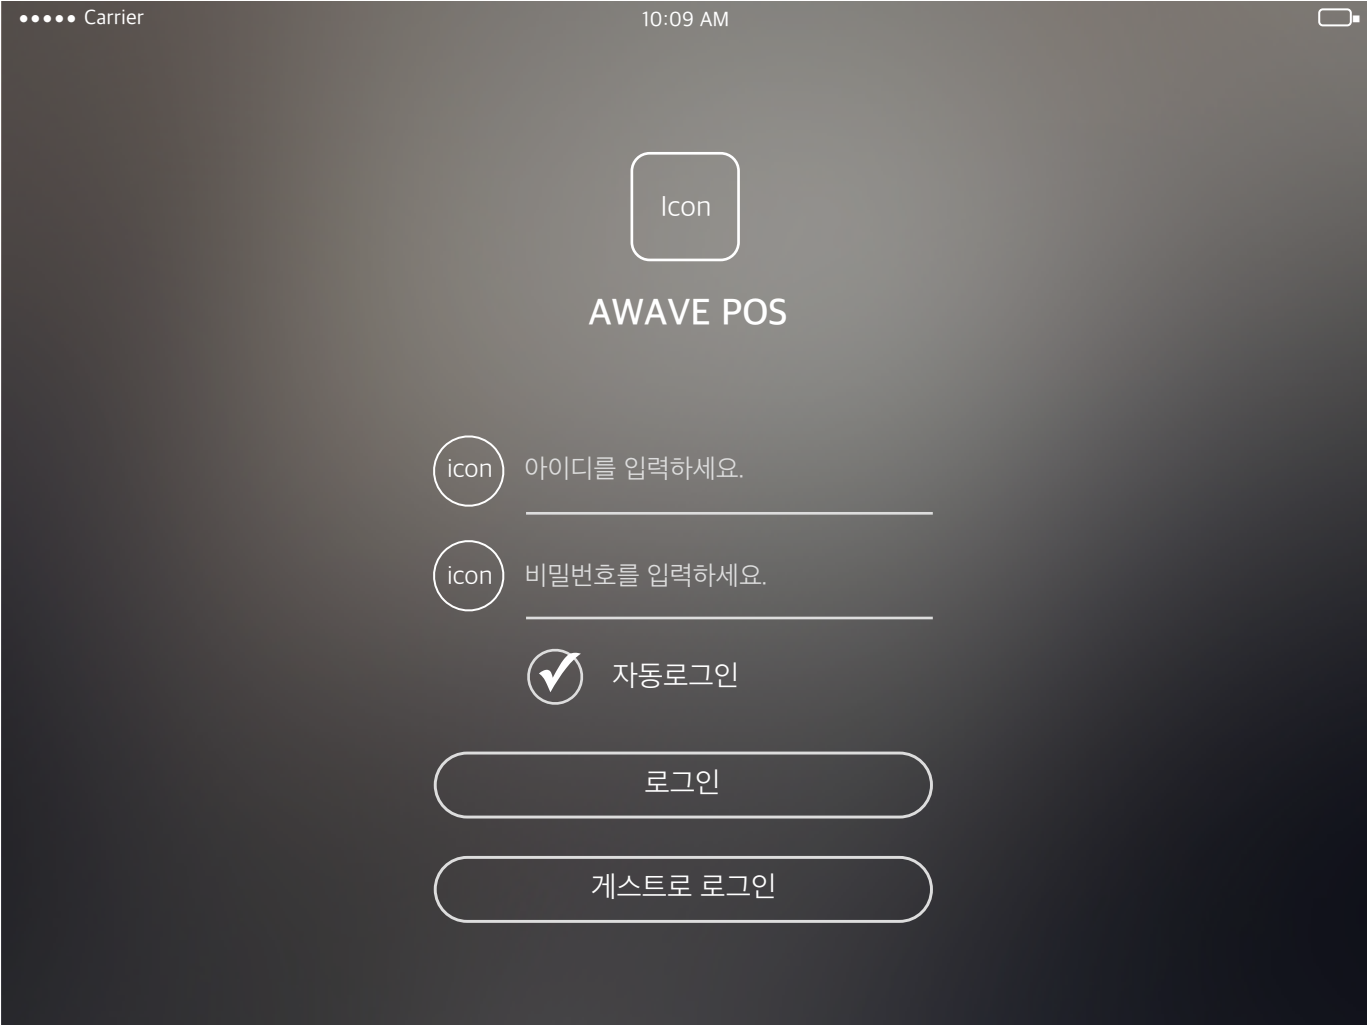 Carrier
10:09 AM
Icon
AWAVE POS
icon
아이디를 입력하세요.
icon
비밀번호를 입력하세요.
자동로그인
로그인
게스트로 로그인